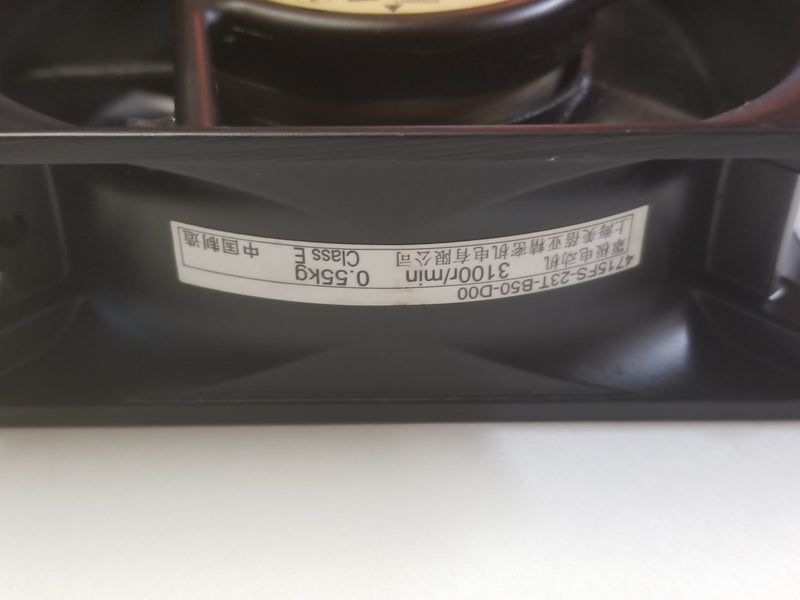 4715FS-23T-B50-D00
罩极电动机 3100r/min 0.55kg
Class E
上海美蓓亚精密机电有限公司 中国制造